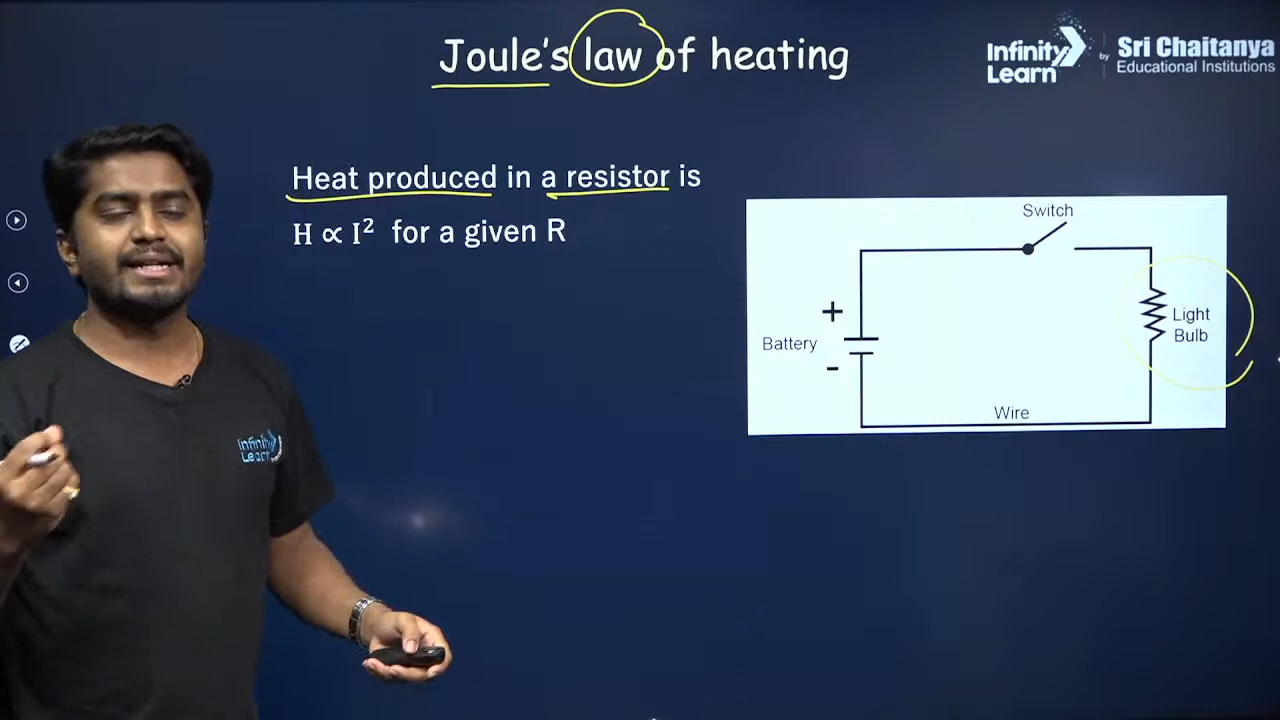 Joule's law of heating
Infinity Learn
by
Sri Chaitanya
Educational Institutions
Heat produced in a resistor is
H ∝ I² for a given R
Switch
+
Battery
-
Light
Bulb
Wire
Infinity
Learn